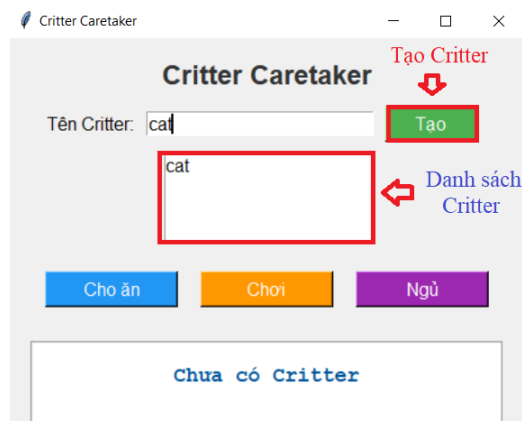 Critter Caretaker
Tạo Critter
Critter Caretaker
Tên Critter: cat Tạo
cat
Danh sách
Critter
Cho ăn Chơi Ngủ
Chưa có Critter